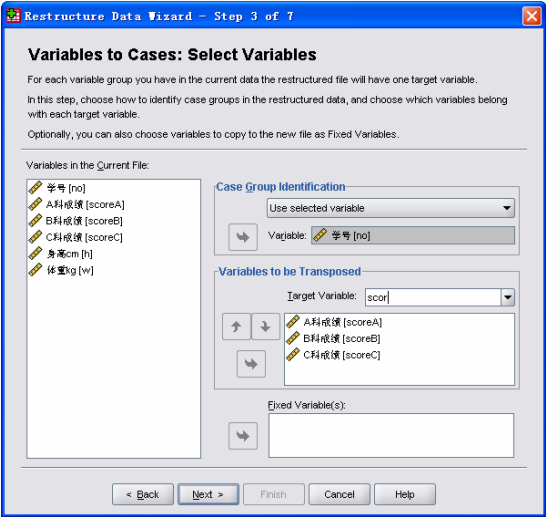 Restructure Data Wizard - Step 3 of 7
Variables to Cases: Select Variables
For each variable group you have in the current data the restructured file will have one target variable.
In this step, choose how to identify case groups in the restructured data, and choose which variables belong
with each target variable.
Optionally, you can also choose variables to copy to the new file as Fixed Variables.
Variables in the Current File:
学号 [no]
A科成绩 [scoreA]
B科成绩 [scoreB]
C科成绩 [scoreC]
身高cm [h]
体重kg [w]
Case Group Identification
Use selected variable
Variable: 学号 [no]
Variables to be Transposed
Target Variable: scor
A科成绩 [scoreA]
B科成绩 [scoreB]
C科成绩 [scoreC]
Fixed Variable(s):
< Back Next > Finish Cancel Help